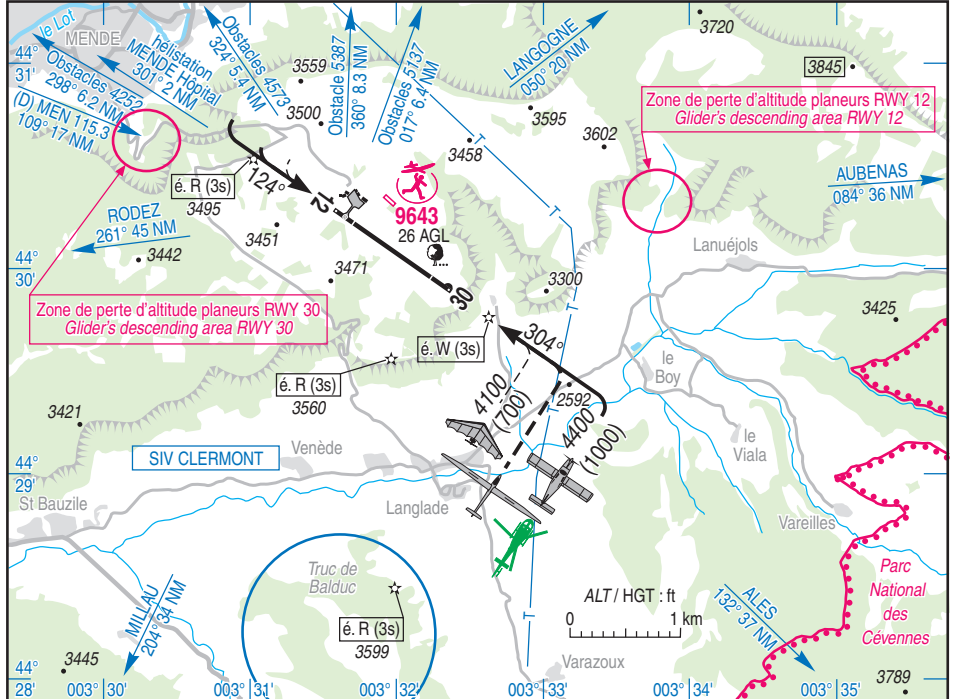 le Lot
MENDE
44°
31'
Obstacles 4252
298° 6.2 NM
(D) MEN 115.3
109° 17 NM
hélistation
MENDE Hôpital
301° 2 NM
Obstacles 4573
324° 5.4 NM
3559
3500
Obstacle 5387
360° 8.3 NM
Obstacles 5137
017° 6.4 NM
LANGOGNE
050° 20 NM
3720
3845
3595
3602
3458
Zone de perte d'altitude planeurs RWY 12
Glider's descending area RWY 12
AUBENAS
084° 36 NM
é. R (3s)
3495
124°
12
9643
26 AGL
30
RODEZ
261° 45 NM
3442
3451
3471
44°
30'
Lanuéjols
3300
3425
Zone de perte d'altitude planeurs RWY 30
Glider's descending area RWY 30
é. W (3s)
304°
é. R (3s)
3560
le
Boy
2592
4100
(700)
4400
(1000)
3421
SIV CLERMONT
Venède
Langlade
le
Viala
44°
29'
St Bauzile
Vareilles
Truc de
Balduc
é. R (3s)
3599
MILLAU
204° 34 NM
ALT / HGT : ft
0 1 km
ALES
132° 37 NM
Parc
National
des
Cévennes
Varazoux
3445
3789
44°
28'
003° 30'
003° 31'
003° 32'
003° 33'
003° 34'
003° 35'
T
T
T
T
T